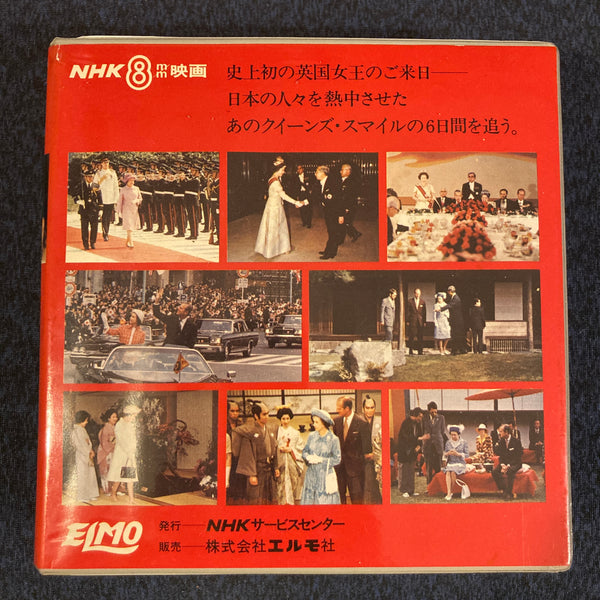 NHK 8mm映画
史上初の英国女王のご来日――
日本の人々を熱中させた
あのクイーンズ・スマイルの6日間を追う。
ELMO
発行――NHKサービスセンター
販売――株式会社エルモ社